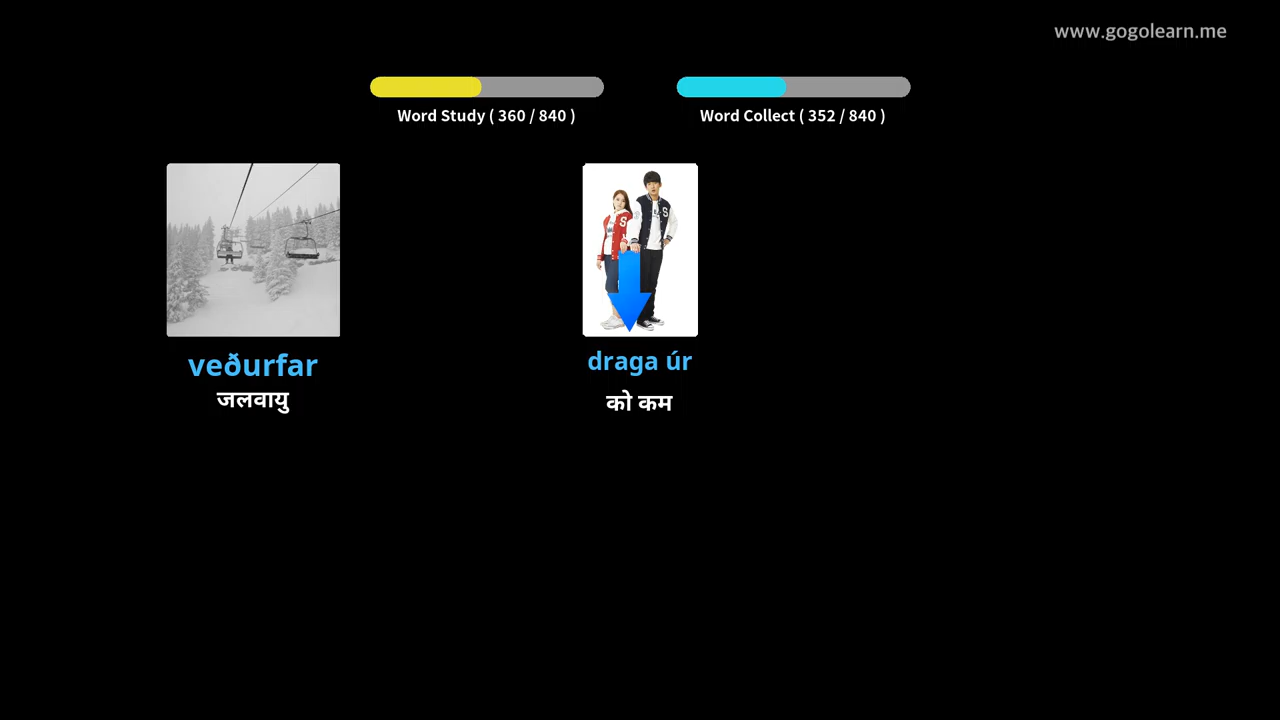 www.gogolearn.me
Word Study ( 360 / 840 )
Word Collect ( 352 / 840 )
S
S
veðurfar
जलवायु
draga úr
को कम